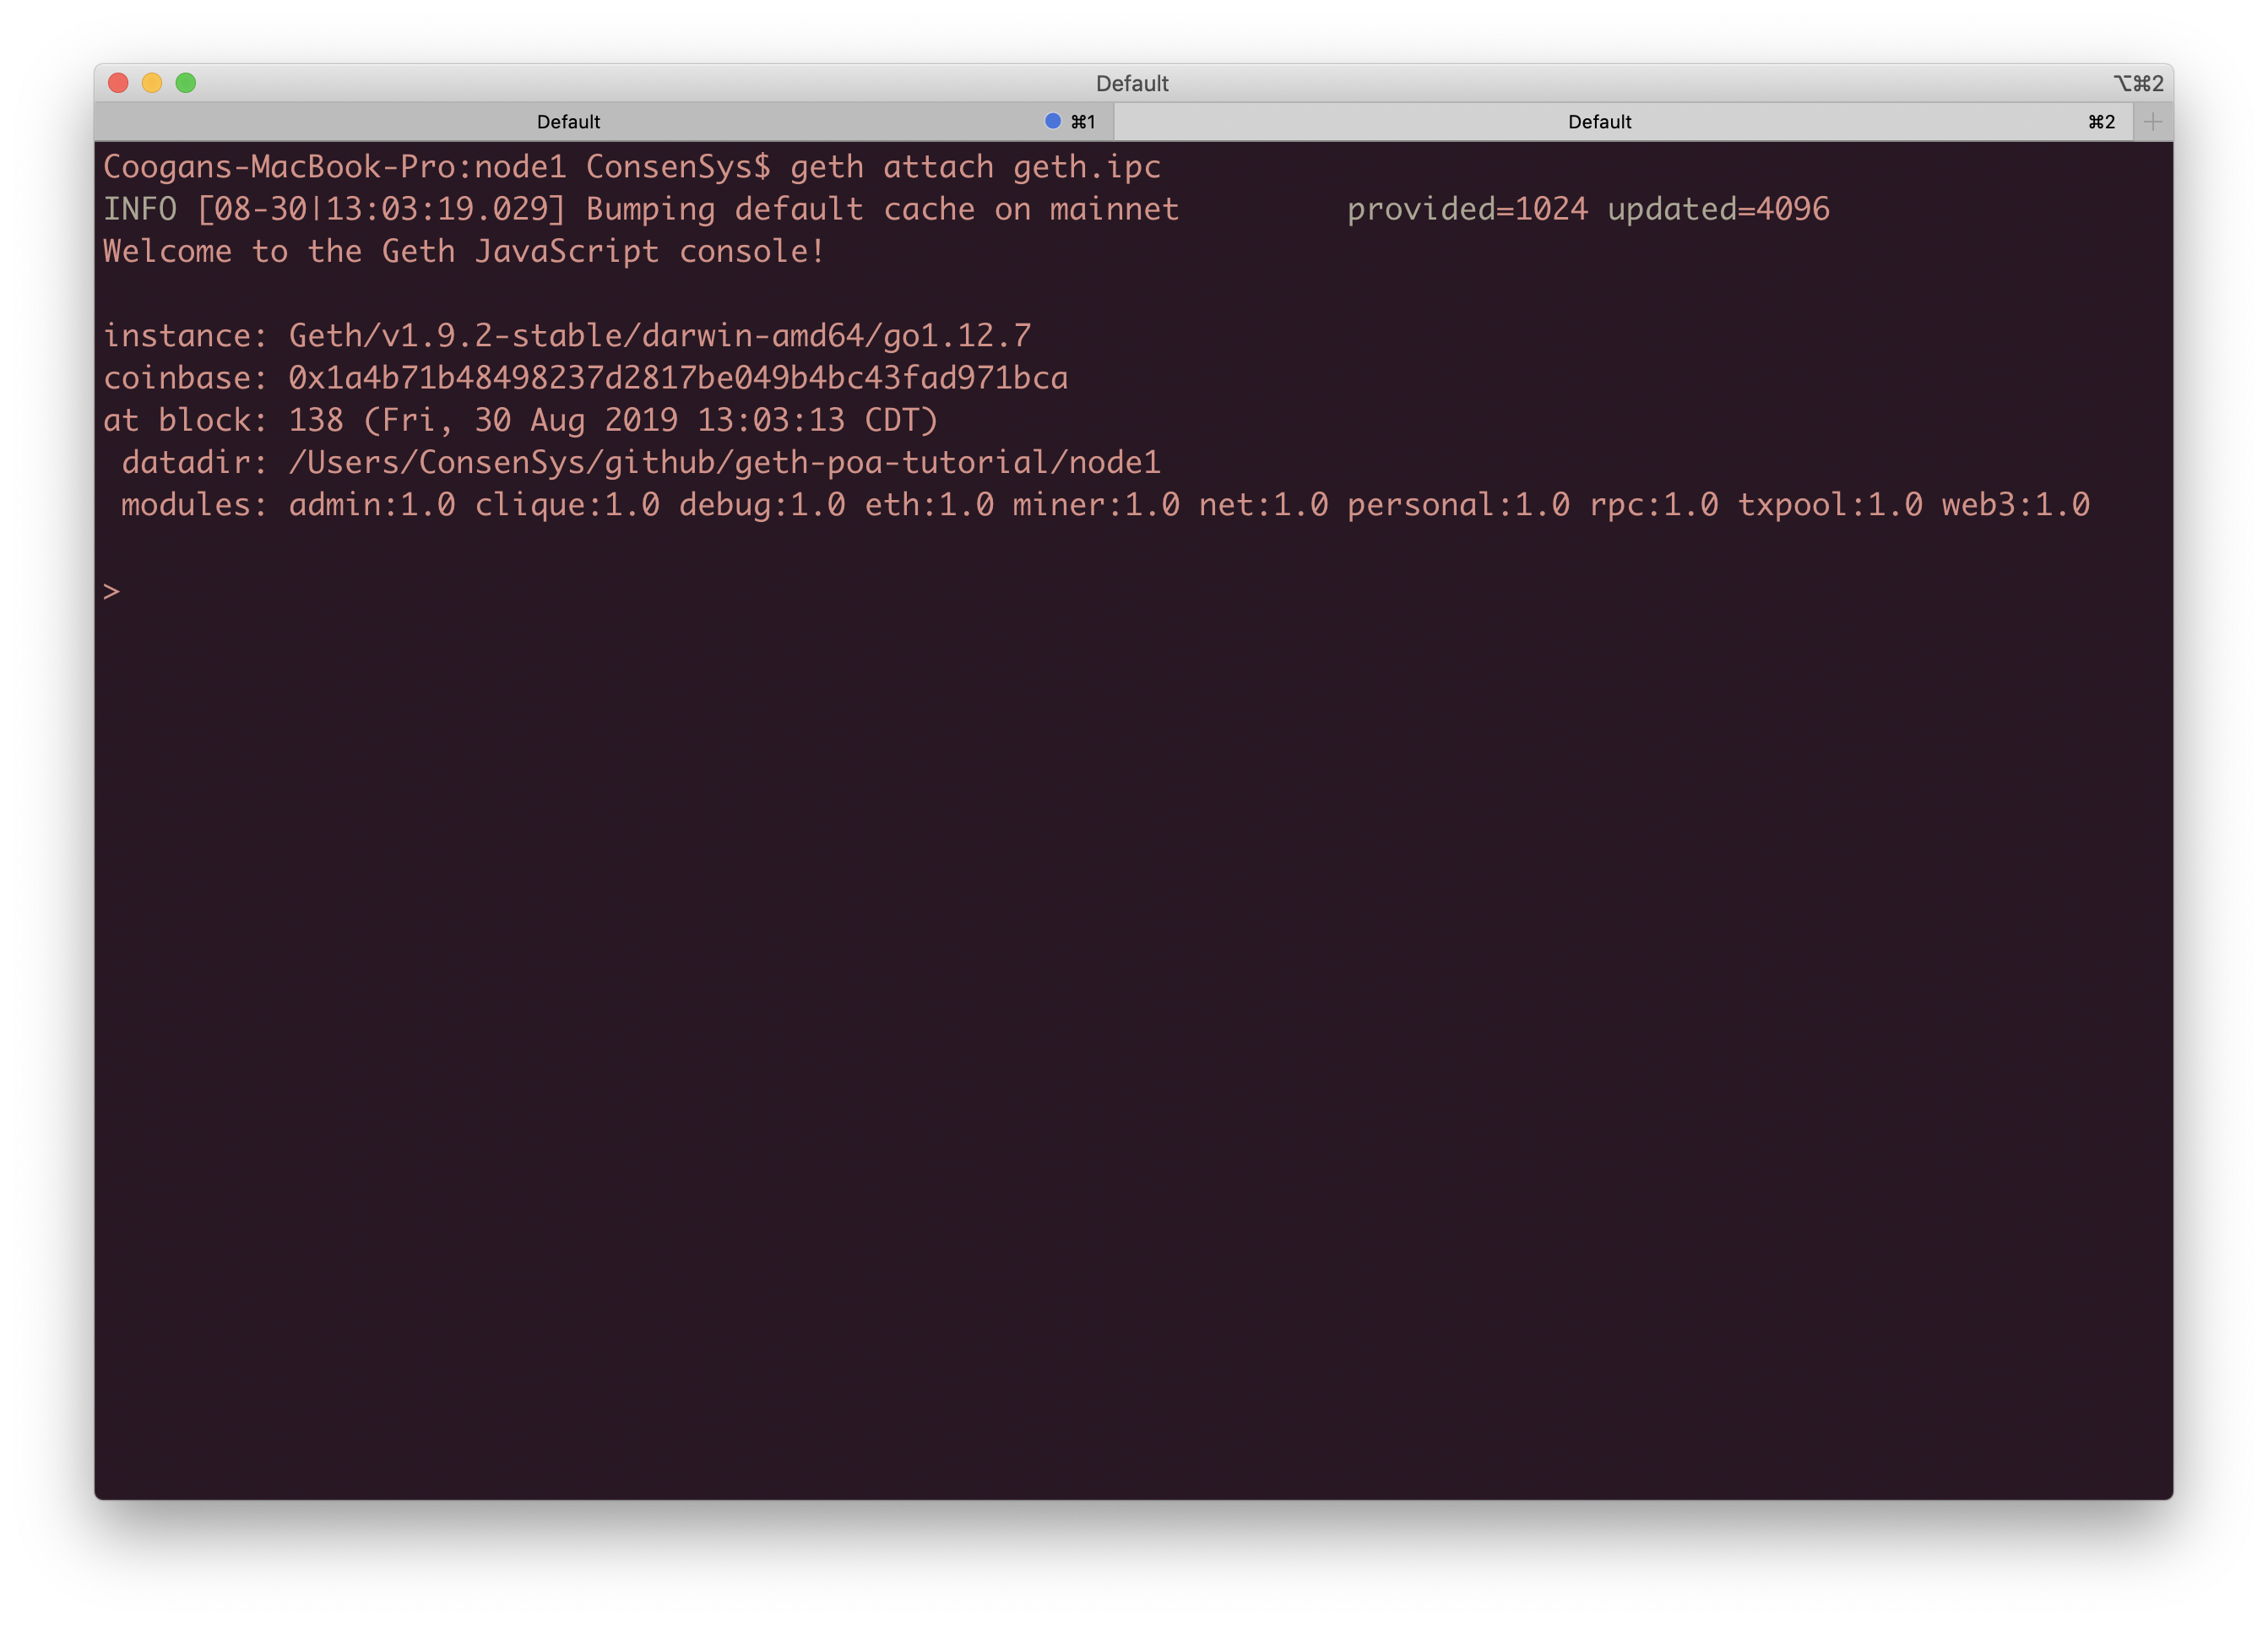 Default ⌥⌘2
Default ⌘1 Default ⌘2 +
Coogans-MacBook-Pro:node1 ConsenSys$ geth attach geth.ipc
INFO [08-30|13:03:19.029] Bumping default cache on mainnet         provided=1024 updated=4096
Welcome to the Geth JavaScript console!
instance: Geth/v1.9.2-stable/darwin-amd64/go1.12.7
coinbase: 0x1a4b71b48498237d2817be049b4bc43fad971bca
at block: 138 (Fri, 30 Aug 2019 13:03:13 CDT)
 datadir: /Users/ConsenSys/github/geth-poa-tutorial/node1
 modules: admin:1.0 clique:1.0 debug:1.0 eth:1.0 miner:1.0 net:1.0 personal:1.0 rpc:1.0 txpool:1.0 web3:1.0
>